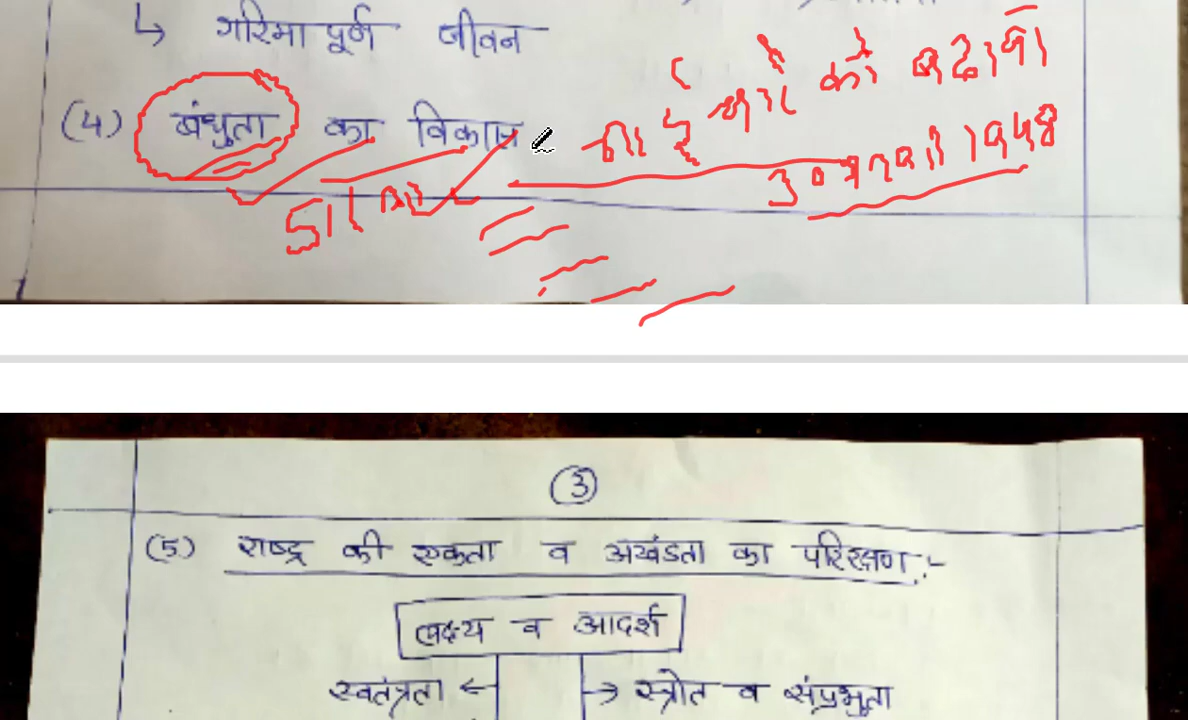 ↳ गरिमा पूर्ण जीवन
(4) बंधुता का विकास
भाई चारे को बढ़ावा
30 जनवरी 1948
③
(5) राष्ट्र की एकता व अखंडता का परिरक्षण :-
लक्ष्य व आदर्श
स्वतंत्रता ← → स्त्रोत व संप्रभुता